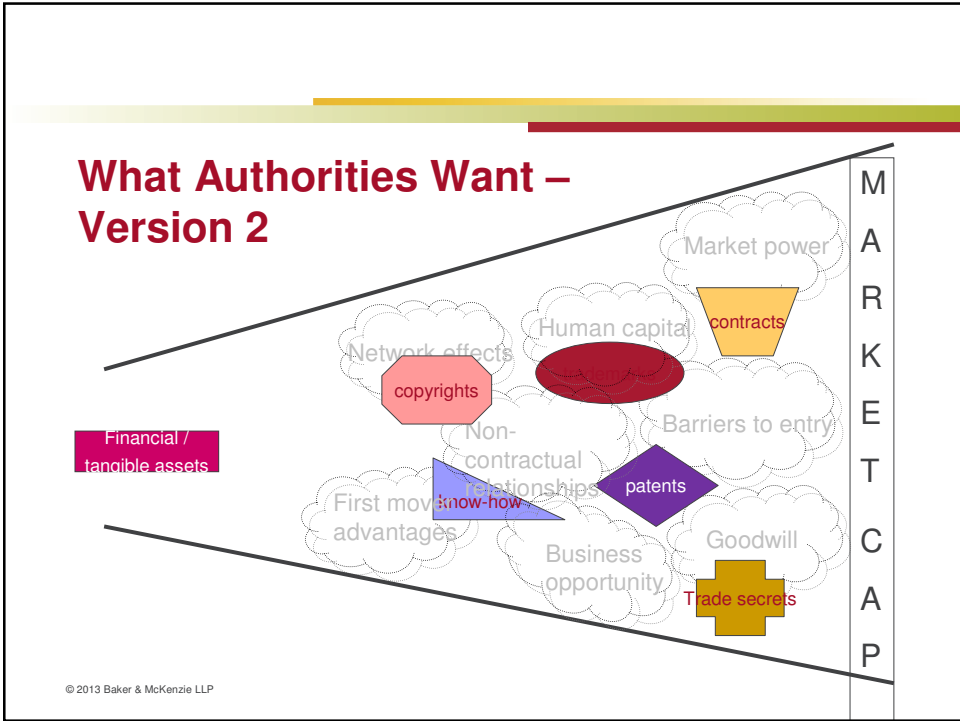 What Authorities Want –
Version 2
Market power
contracts
Human capital
Network effects
copyrights
Barriers to entry
Financial /
tangible assets
Non-
contractual
relationships
patents
know-how
First mover
advantages
Goodwill
Business
opportunity
Trade secrets
M
A
R
K
E
T
C
A
P
© 2013 Baker & McKenzie LLP